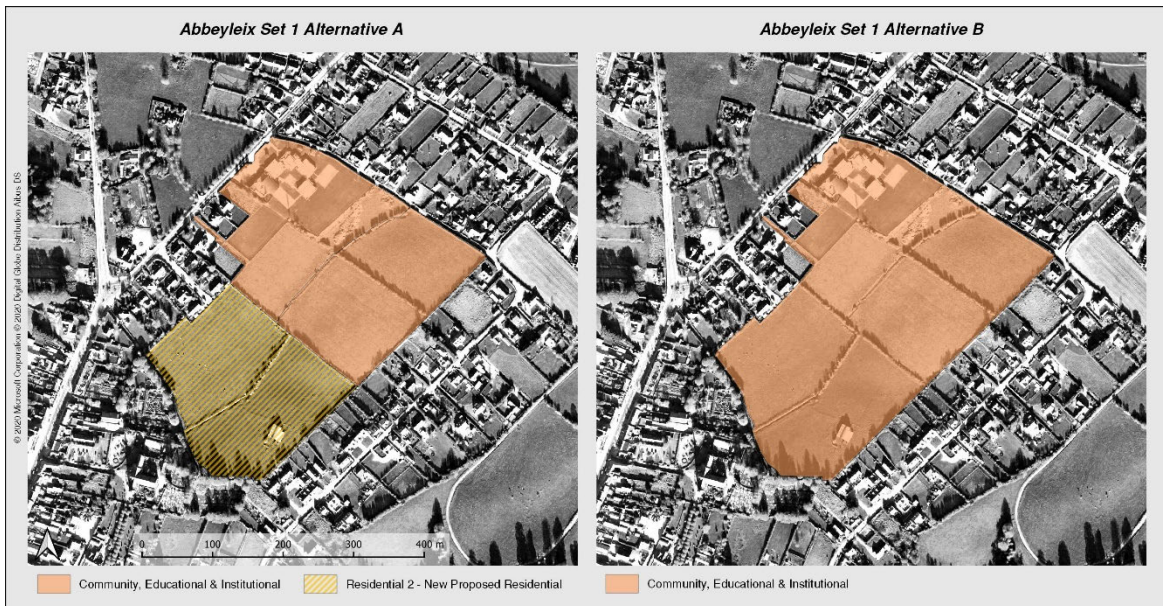 Abbeyleix Set 1 Alternative A
Abbeyleix Set 1 Alternative B
© 2020 Microsoft Corporation © 2020 Digital Globe Distribution Aibus DS
0 100 200 300 400 m
Community, Educational & Institutional
Residential 2 - New Proposed Residential
Community, Educational & Institutional